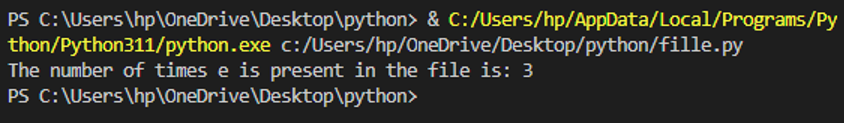 PS C:\Users\hp\OneDrive\Desktop\python> & C:/Users/hp/AppData/Local/Programs/Py
thon/Python311/python.exe c:/Users/hp/OneDrive/Desktop/python/fille.py
The number of times e is present in the file is: 3
PS C:\Users\hp\OneDrive\Desktop\python>